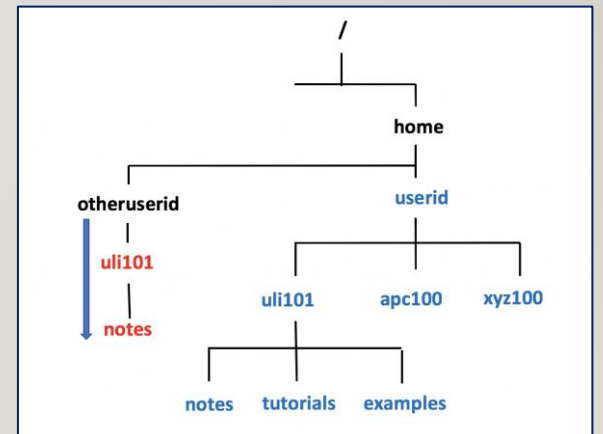 /
home
otheruserid
userid
uli101
uli101 apc100 xyz100
notes
notes tutorials examples